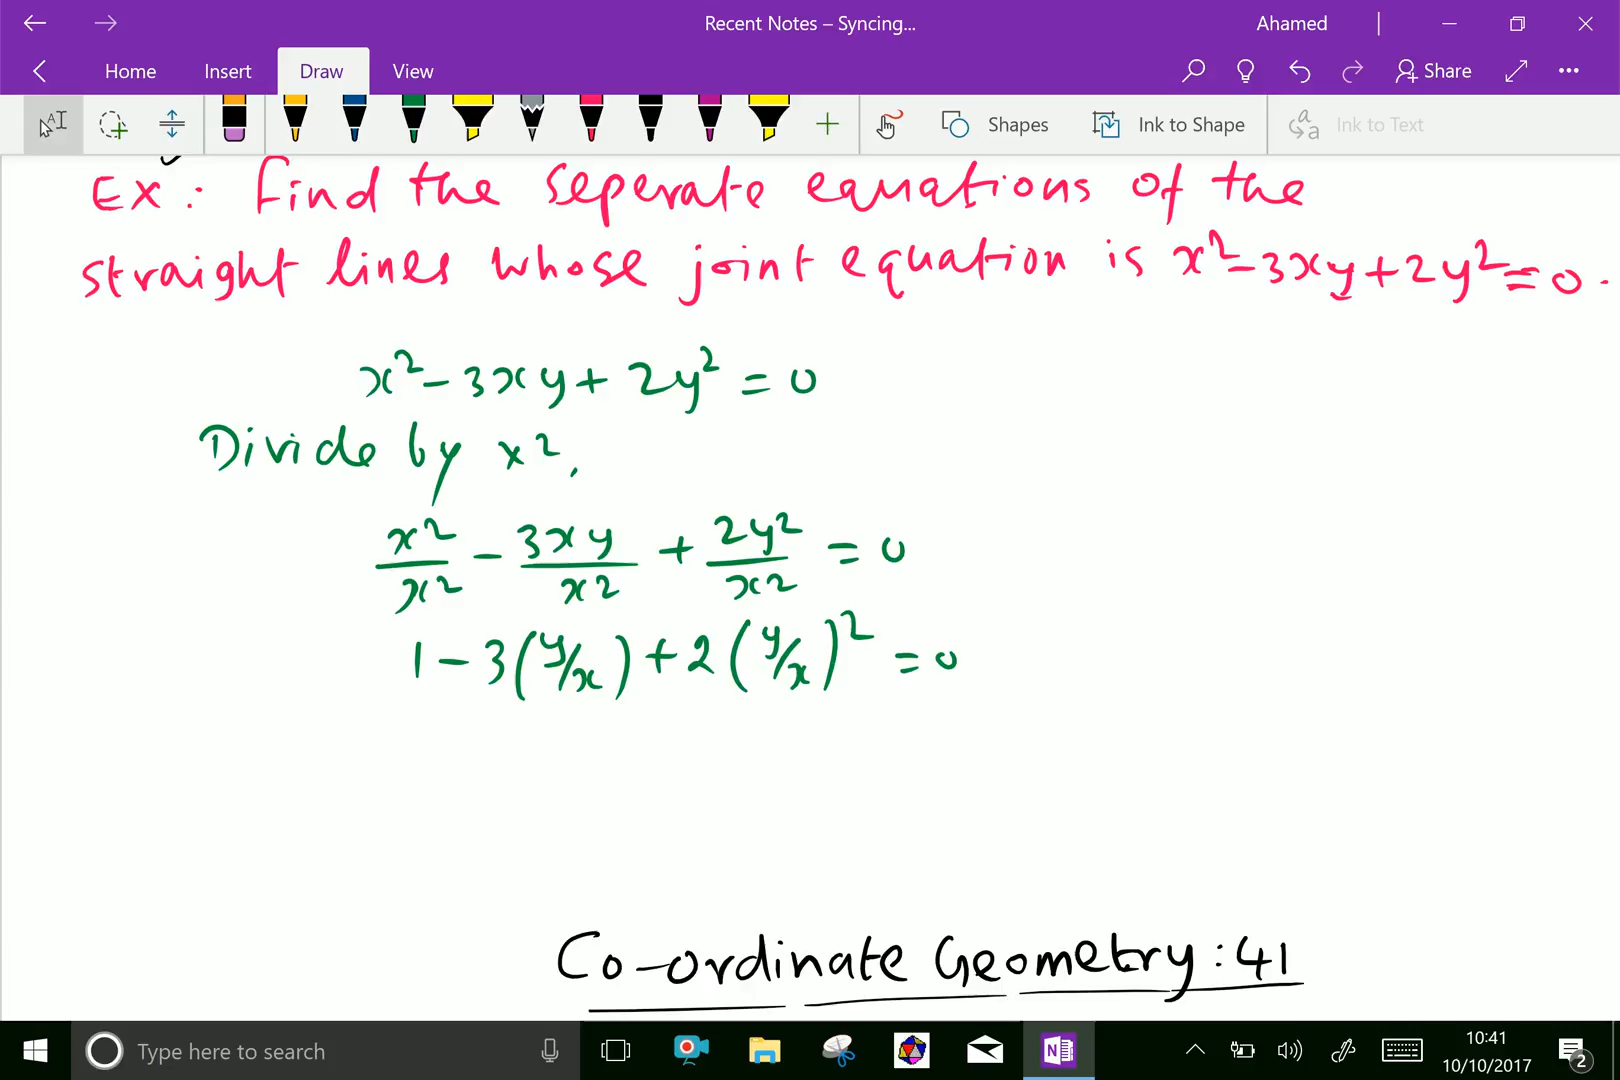 Recent Notes – Syncing...
Ahamed
Home Insert Draw View
Share
Shapes
Ink to Shape
Ink to Text
Ex: Find the seperate equations of the
straight lines whose joint equation is x² – 3xy + 2y² = 0.
x² – 3xy + 2y² = 0
Divide by x²,
x²/x² – 3xy/x² + 2y²/x² = 0
1 – 3(y/x) + 2(y/x)² = 0
Co-ordinate Geometry : 41
Type here to search
10:41
10/10/2017
2